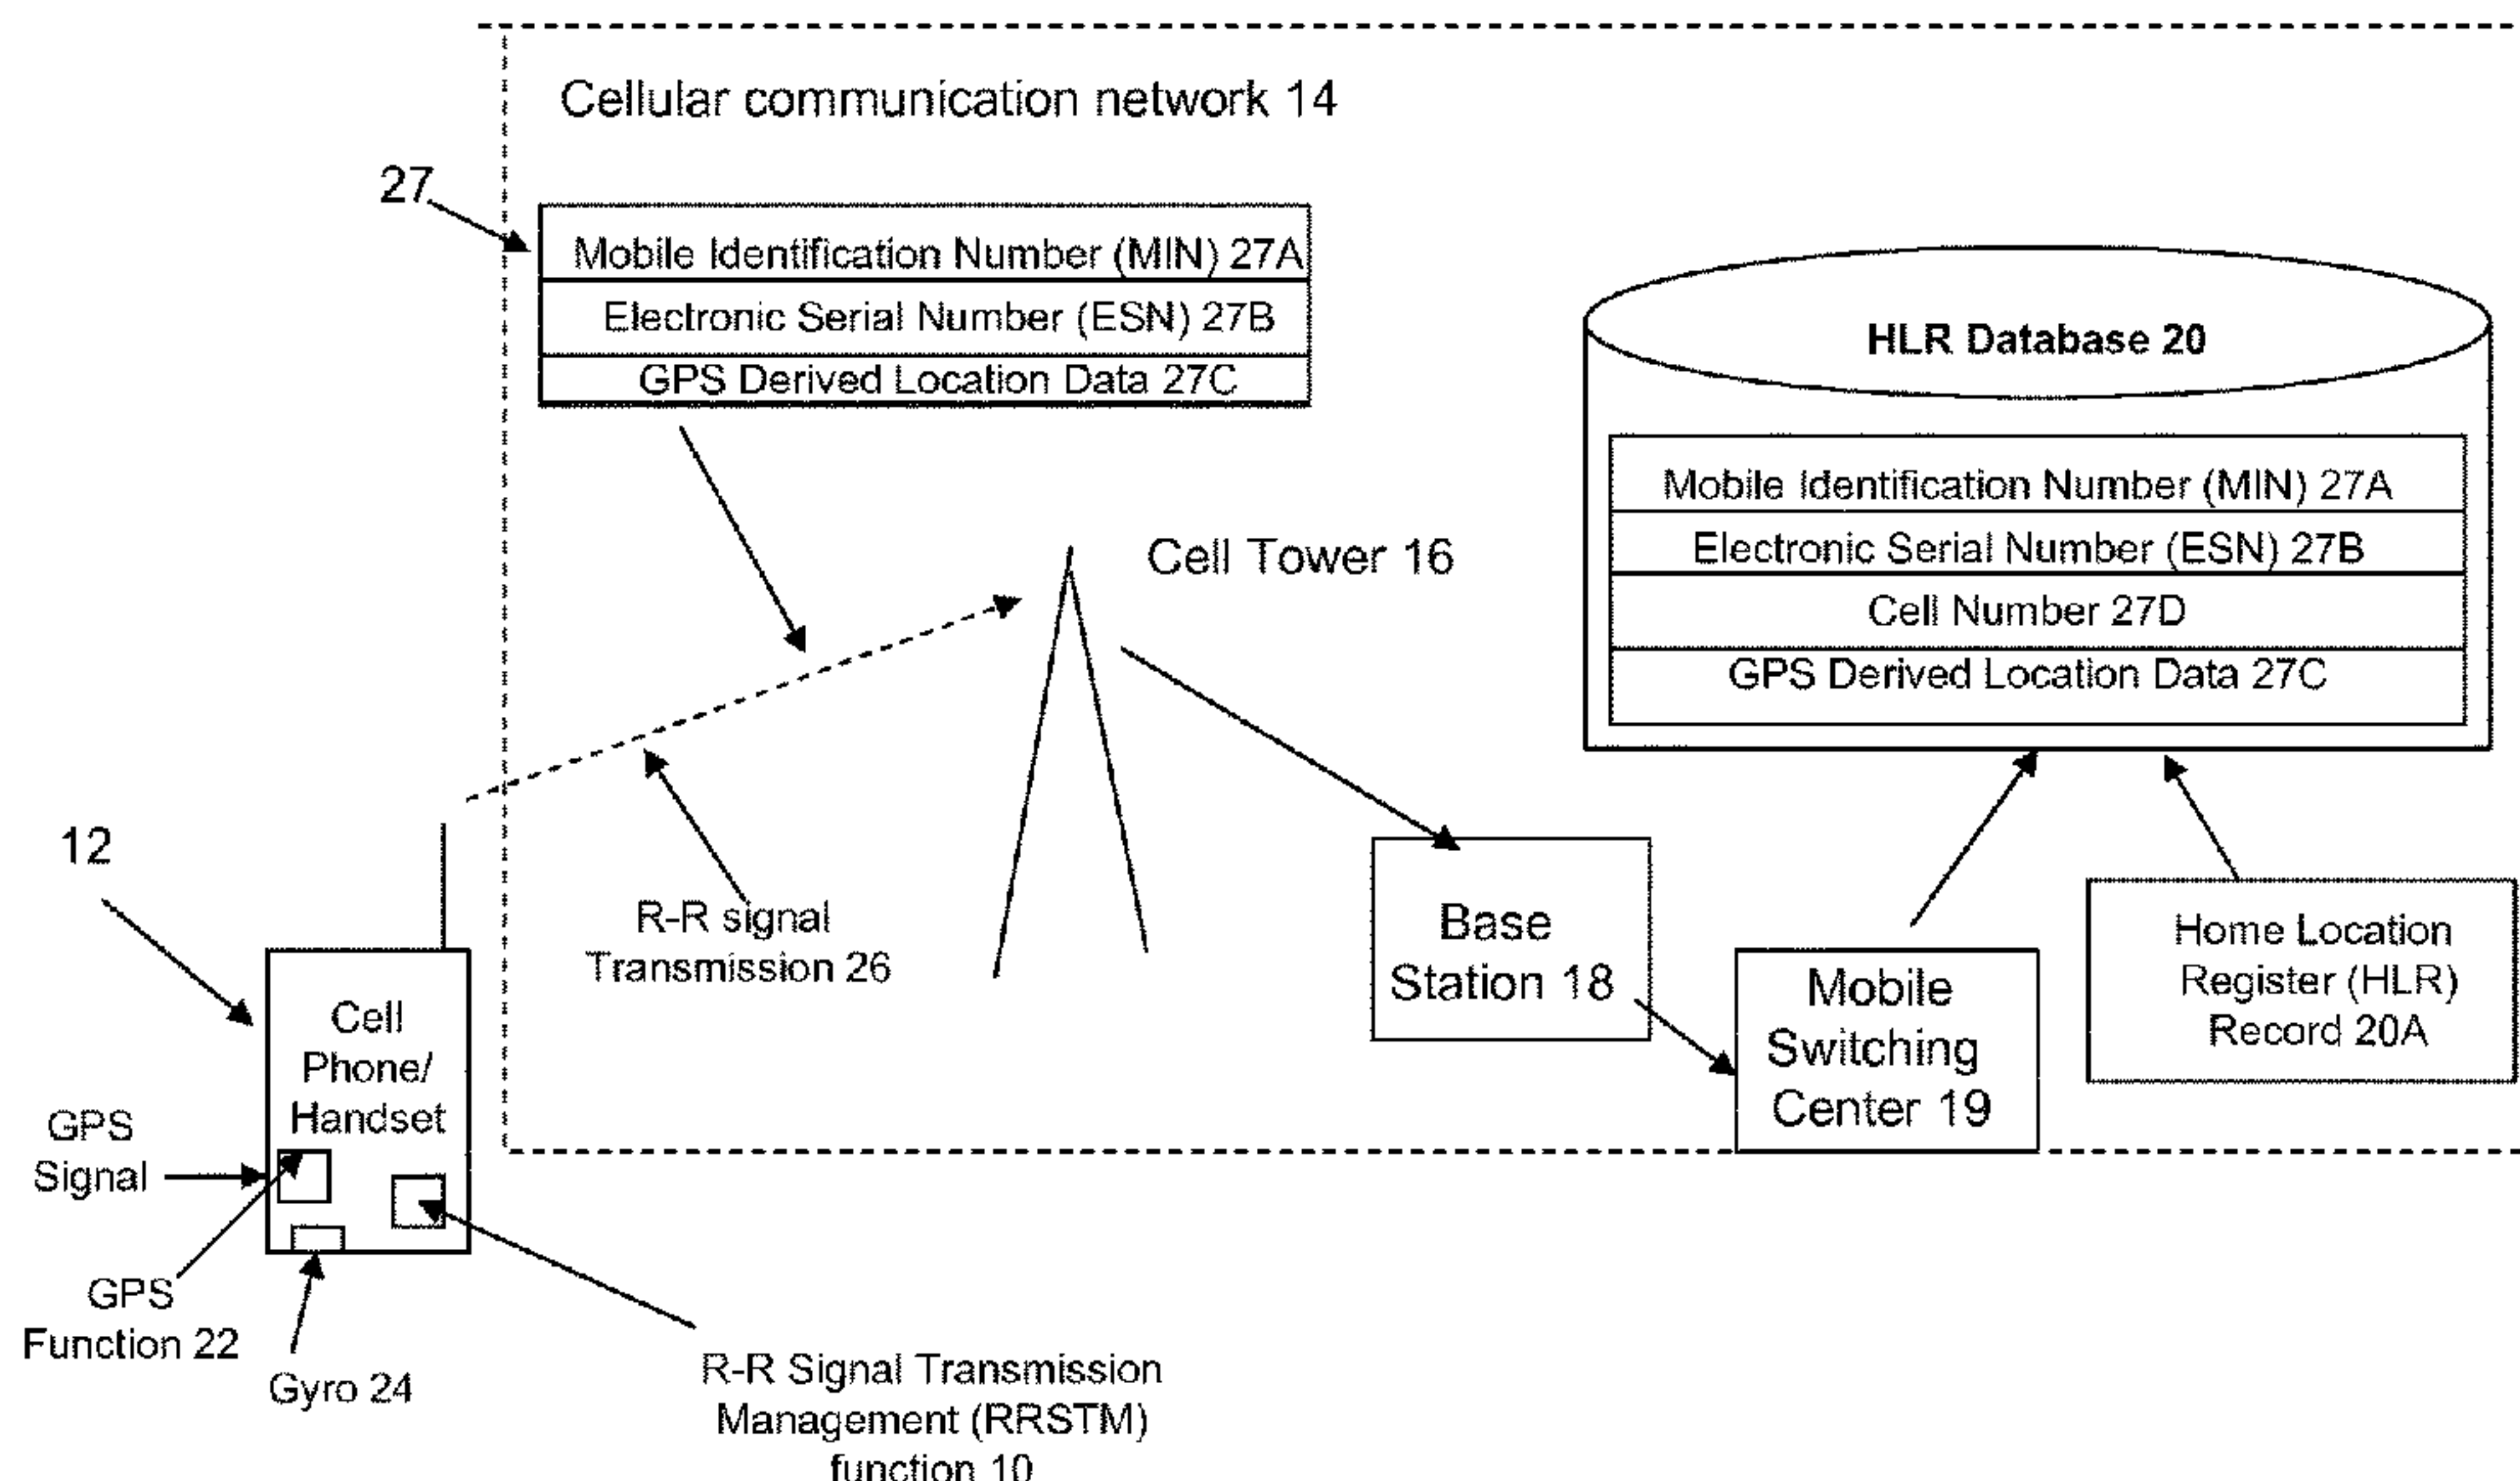 Cellular communication network 14
27
Mobile Identification Number (MIN) 27A
Electronic Serial Number (ESN) 27B
GPS Derived Location Data 27C
HLR Database 20
Mobile Identification Number (MIN) 27A
Electronic Serial Number (ESN) 27B
Cell Number 27D
GPS Derived Location Data 27C
Cell Tower 16
12
R-R signal
Transmission 26
Base
Station 18
Mobile
Switching
Center 19
Home Location
Register (HLR)
Record 20A
Cell
Phone/
Handset
GPS
Signal
GPS
Function 22
Gyro 24
R-R Signal Transmission
Management (RRSTM)
function 10